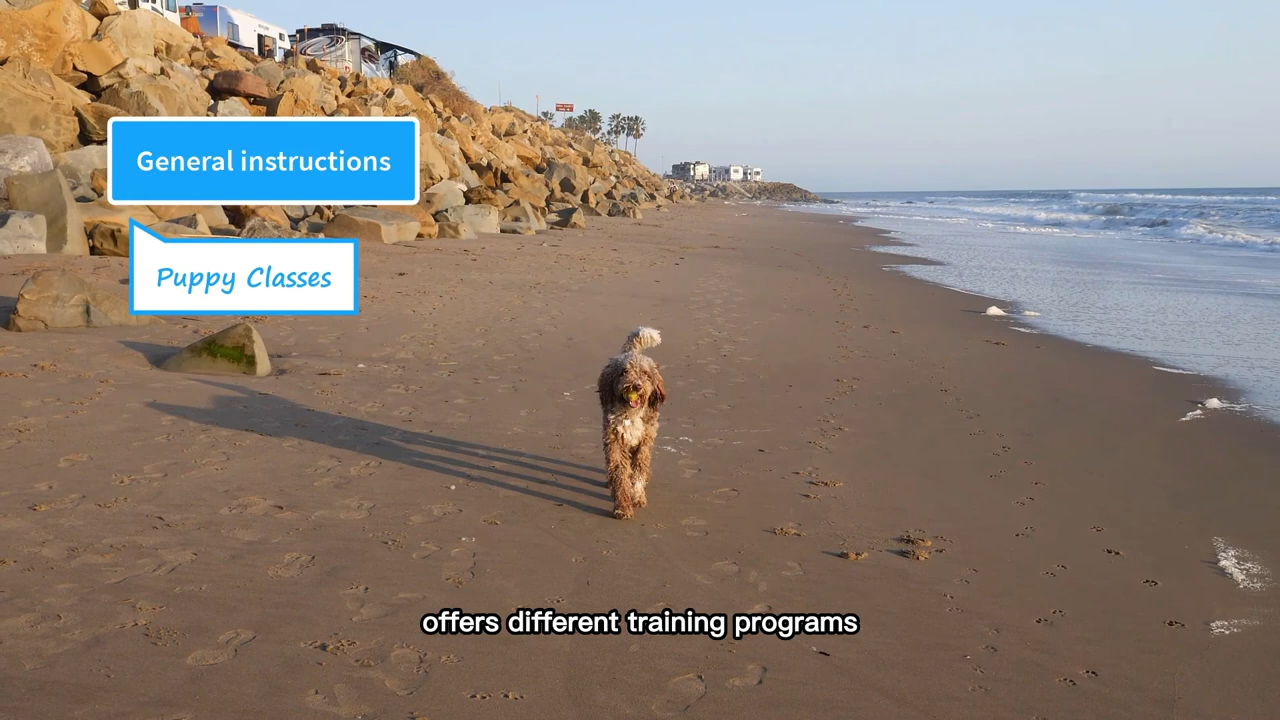 General instructions
Puppy Classes
offers different training programs